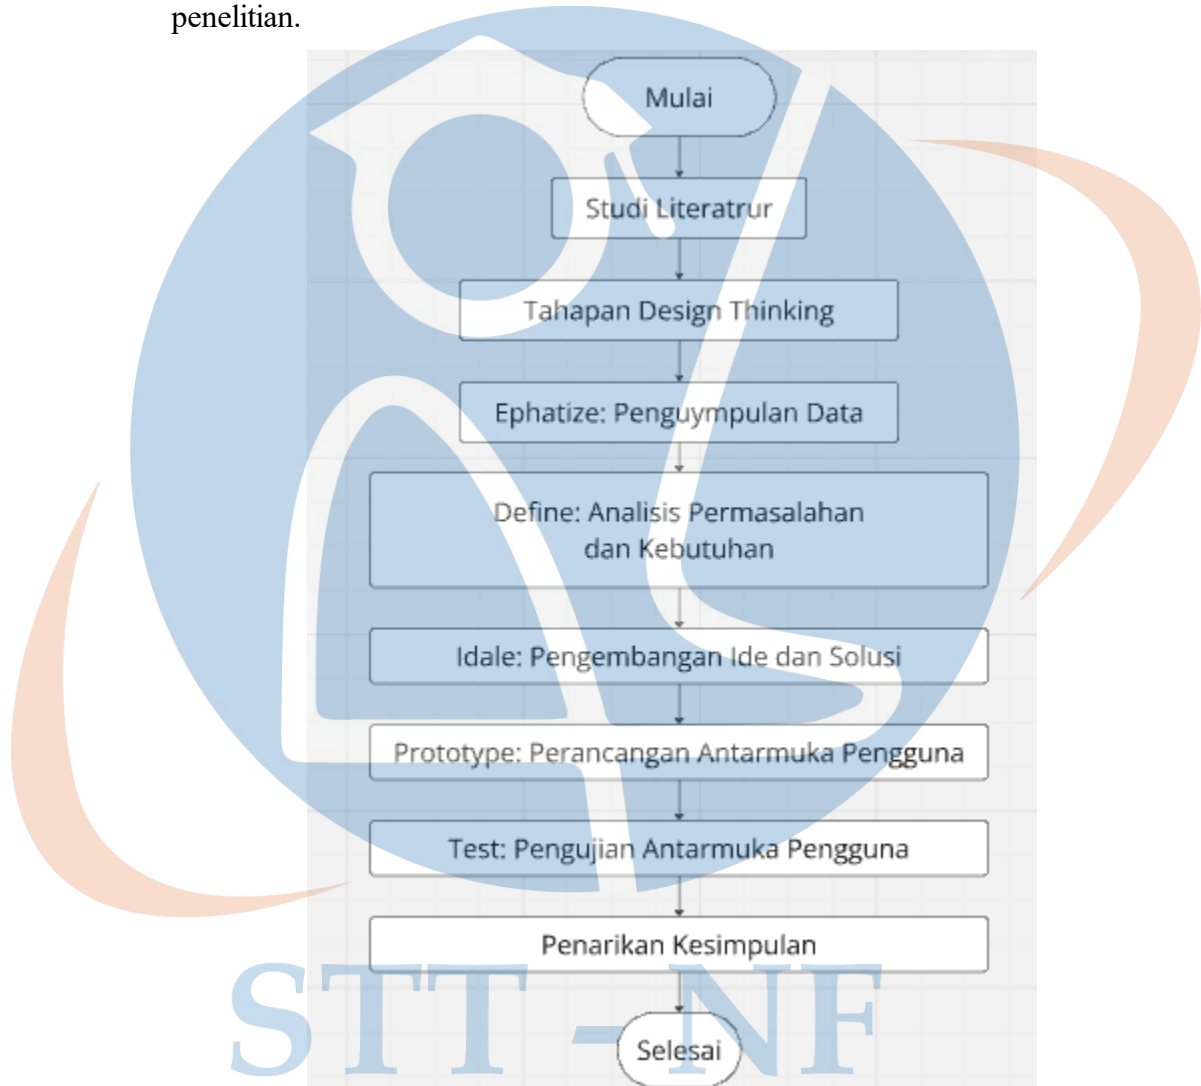 penelitian.
Mulai
Studi Literatrur
Tahapan Design Thinking
Ephatize: Penguympulan Data
Define: Analisis Permasalahan
dan Kebutuhan
Idale: Pengembangan Ide dan Solusi
Prototype: Perancangan Antarmuka Pengguna
Test: Pengujian Antarmuka Pengguna
Penarikan Kesimpulan
Selesai
STT - NF